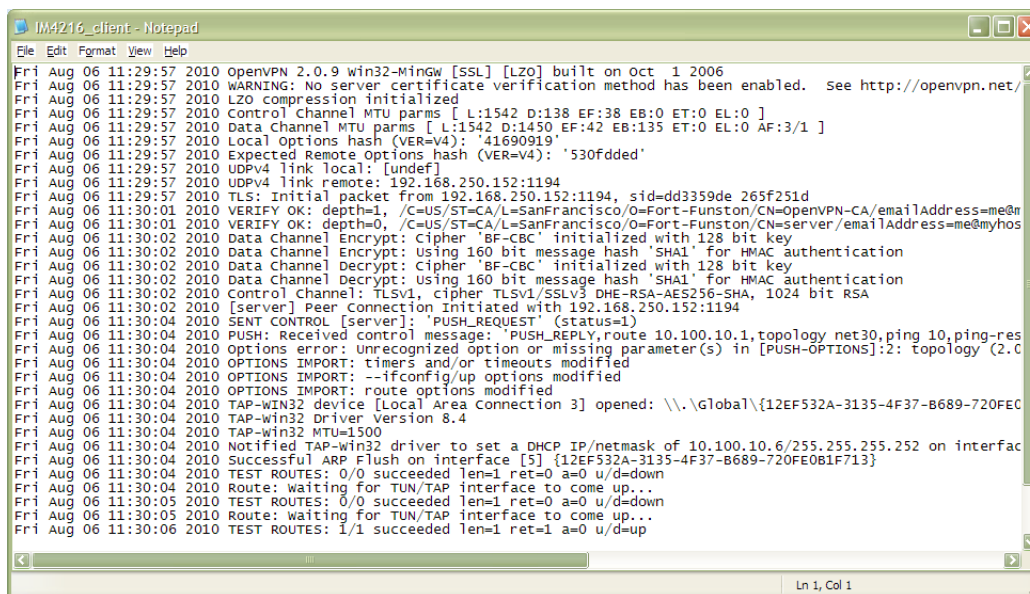 IM4216_client - Notepad
File Edit Format View Help
Fri Aug 06 11:29:57 2010 OpenVPN 2.0.9 Win32-MinGW [SSL] [LZO] built on Oct  1 2006
Fri Aug 06 11:29:57 2010 WARNING: No server certificate verification method has been enabled.  See http://openvpn.net/
Fri Aug 06 11:29:57 2010 LZO compression initialized
Fri Aug 06 11:29:57 2010 Control Channel MTU parms [ L:1542 D:138 EF:38 EB:0 ET:0 EL:0 ]
Fri Aug 06 11:29:57 2010 Data Channel MTU parms [ L:1542 D:1450 EF:42 EB:135 ET:0 EL:0 AF:3/1 ]
Fri Aug 06 11:29:57 2010 Local Options hash (VER=V4): '41690919'
Fri Aug 06 11:29:57 2010 Expected Remote Options hash (VER=V4): '530fdded'
Fri Aug 06 11:29:57 2010 UDPv4 link local: [undef]
Fri Aug 06 11:29:57 2010 UDPv4 link remote: 192.168.250.152:1194
Fri Aug 06 11:29:57 2010 TLS: Initial packet from 192.168.250.152:1194, sid=dd3359de 265f251d
Fri Aug 06 11:30:01 2010 VERIFY OK: depth=1, /C=US/ST=CA/L=SanFrancisco/O=Fort-Funston/CN=OpenVPN-CA/emailAddress=me@m
Fri Aug 06 11:30:01 2010 VERIFY OK: depth=0, /C=US/ST=CA/L=SanFrancisco/O=Fort-Funston/CN=server/emailAddress=me@myhos
Fri Aug 06 11:30:02 2010 Data Channel Encrypt: Cipher 'BF-CBC' initialized with 128 bit key
Fri Aug 06 11:30:02 2010 Data Channel Encrypt: Using 160 bit message hash 'SHA1' for HMAC authentication
Fri Aug 06 11:30:02 2010 Data Channel Decrypt: Cipher 'BF-CBC' initialized with 128 bit key
Fri Aug 06 11:30:02 2010 Data Channel Decrypt: Using 160 bit message hash 'SHA1' for HMAC authentication
Fri Aug 06 11:30:02 2010 Control Channel: TLSv1, cipher TLSv1/SSLv3 DHE-RSA-AES256-SHA, 1024 bit RSA
Fri Aug 06 11:30:02 2010 [server] Peer Connection Initiated with 192.168.250.152:1194
Fri Aug 06 11:30:04 2010 SENT CONTROL [server]: 'PUSH_REQUEST' (status=1)
Fri Aug 06 11:30:04 2010 PUSH: Received control message: 'PUSH_REPLY,route 10.100.10.1,topology net30,ping 10,ping-res
Fri Aug 06 11:30:04 2010 Options error: Unrecognized option or missing parameter(s) in [PUSH-OPTIONS]:2: topology (2.0
Fri Aug 06 11:30:04 2010 OPTIONS IMPORT: timers and/or timeouts modified
Fri Aug 06 11:30:04 2010 OPTIONS IMPORT: --ifconfig/up options modified
Fri Aug 06 11:30:04 2010 OPTIONS IMPORT: route options modified
Fri Aug 06 11:30:04 2010 TAP-WIN32 device [Local Area Connection 3] opened: \\.\Global\{12EF532A-3135-4F37-B689-720FE0
Fri Aug 06 11:30:04 2010 TAP-Win32 Driver Version 8.4
Fri Aug 06 11:30:04 2010 TAP-Win32 MTU=1500
Fri Aug 06 11:30:04 2010 Notified TAP-Win32 driver to set a DHCP IP/netmask of 10.100.10.6/255.255.255.252 on interfac
Fri Aug 06 11:30:04 2010 Successful ARP Flush on interface [5] {12EF532A-3135-4F37-B689-720FE0B1F713}
Fri Aug 06 11:30:04 2010 TEST ROUTES: 0/0 succeeded len=1 ret=0 a=0 u/d=down
Fri Aug 06 11:30:04 2010 Route: Waiting for TUN/TAP interface to come up...
Fri Aug 06 11:30:05 2010 TEST ROUTES: 0/0 succeeded len=1 ret=0 a=0 u/d=down
Fri Aug 06 11:30:05 2010 Route: Waiting for TUN/TAP interface to come up...
Fri Aug 06 11:30:06 2010 TEST ROUTES: 1/1 succeeded len=1 ret=1 a=0 u/d=up
Ln 1, Col 1